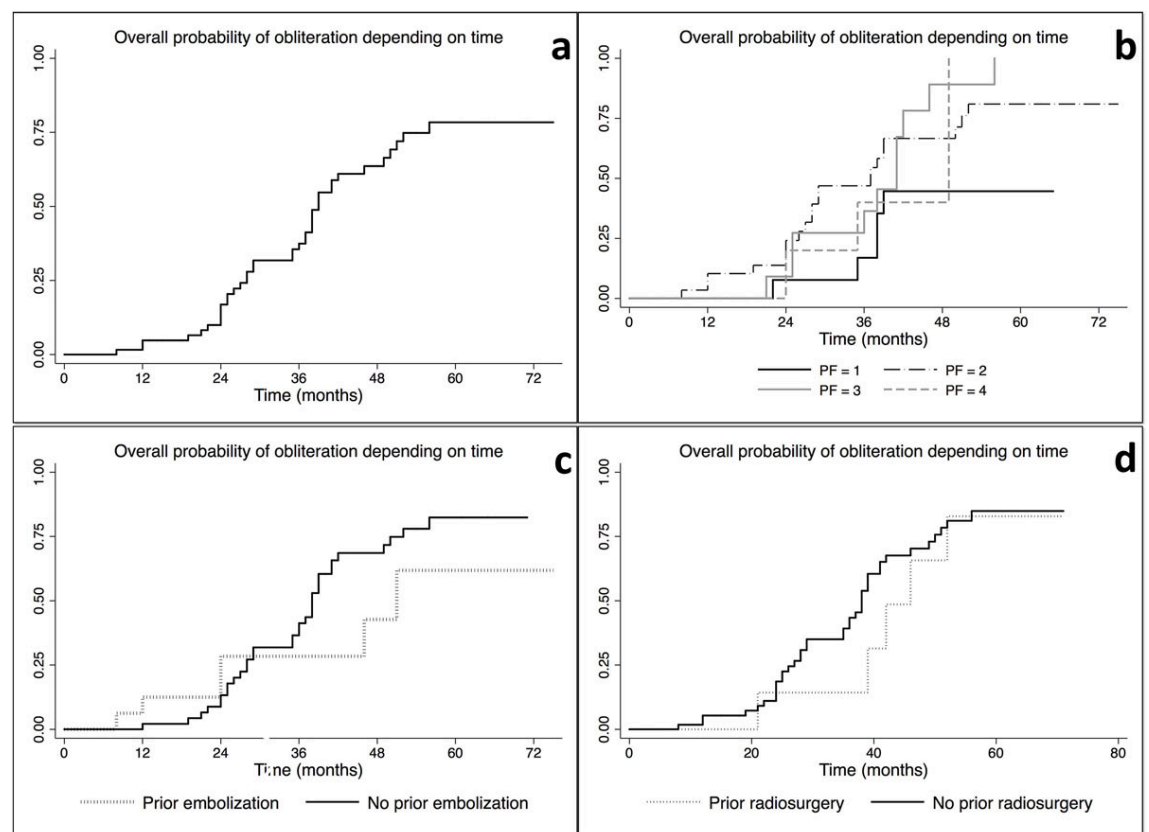 Overall probability of obliteration depending on time
a
1.00
0.75
0.50
0.25
0.00
0 12 24 36 48 60 72
Time (months)
Overall probability of obliteration depending on time
b
1.00
0.75
0.50
0.25
0.00
0 12 24 36 48 60 72
Time (months)
PF = 1 PF = 2
PF = 3 PF = 4
Overall probability of obliteration depending on time
c
1.00
0.75
0.50
0.25
0.00
0 12 24 36 48 60 72
Time (months)
Prior embolization No prior embolization
Overall probability of obliteration depending on time
d
1.00
0.75
0.50
0.25
0.00
0 20 40 60 80
Time (months)
Prior radiosurgery No prior radiosurgery